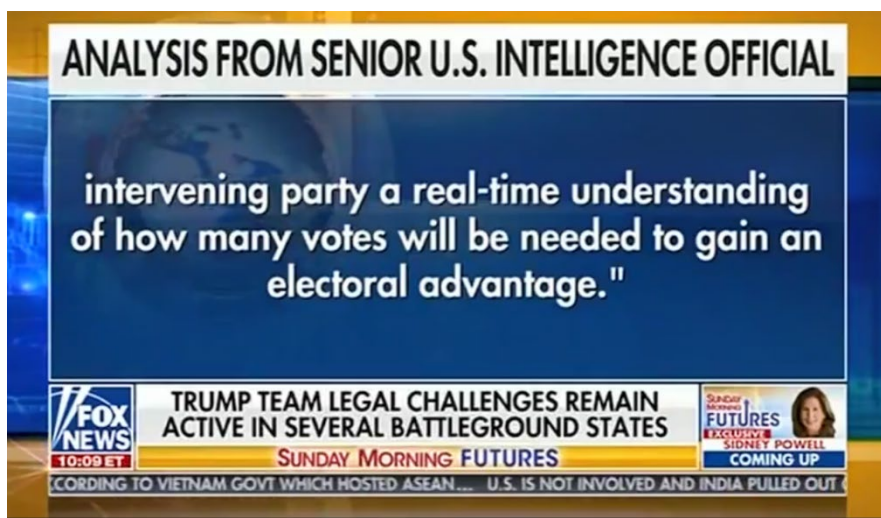 ANALYSIS FROM SENIOR U.S. INTELLIGENCE OFFICIAL
intervening party a real-time understanding
of how many votes will be needed to gain an
electoral advantage."
FOX
NEWS
10:09 ET
TRUMP TEAM LEGAL CHALLENGES REMAIN
ACTIVE IN SEVERAL BATTLEGROUND STATES
SUNDAY MORNING FUTURES
SUNDAY
MORNING
FUTURES
EXCLUSIVE
SIDNEY POWELL
COMING UP
CCORDING TO VIETNAM GOVT WHICH HOSTED ASEAN... U.S. IS NOT INVOLVED AND INDIA PULLED OUT